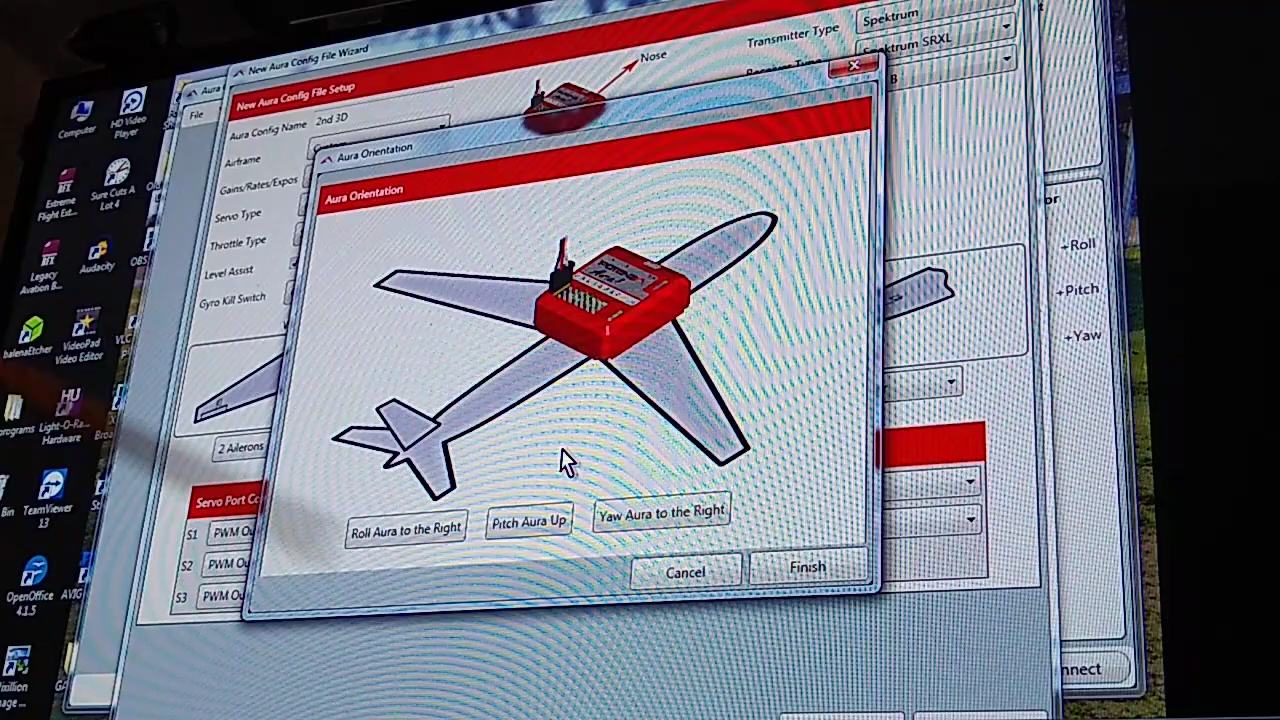 Computer
HD Video
Player
Extreme
Flight Ext...
Sure Cuts A
Lot 4
Legacy
Aviation B...
Audacity
OBS
balenaEtcher
VideoPad
Video Editor
VLC
Light-O-Ra...
Hardware
Bin
TeamViewer
13
OpenOffice
4.1.5
AVIG
Aura
File
New Aura Config File Wizard
New Aura Config File Setup
Aura Config Name
2nd 3D
Airframe
Gains/Rates/Expos
Servo Type
Throttle Type
Level Assist
Gyro Kill Switch
Nose
Transmitter Type
Spektrum
Spektrum SRXL
B
2 Ailerons
Servo Port Co
S1
PWM Ou
S2
PWM Ou
S3
PWM Ou
Aura Orientation
Aura Orientation
Roll Aura to the Right
Pitch Aura Up
Yaw Aura to the Right
Cancel
Finish
or
+Roll
+Pitch
+Yaw
nnect